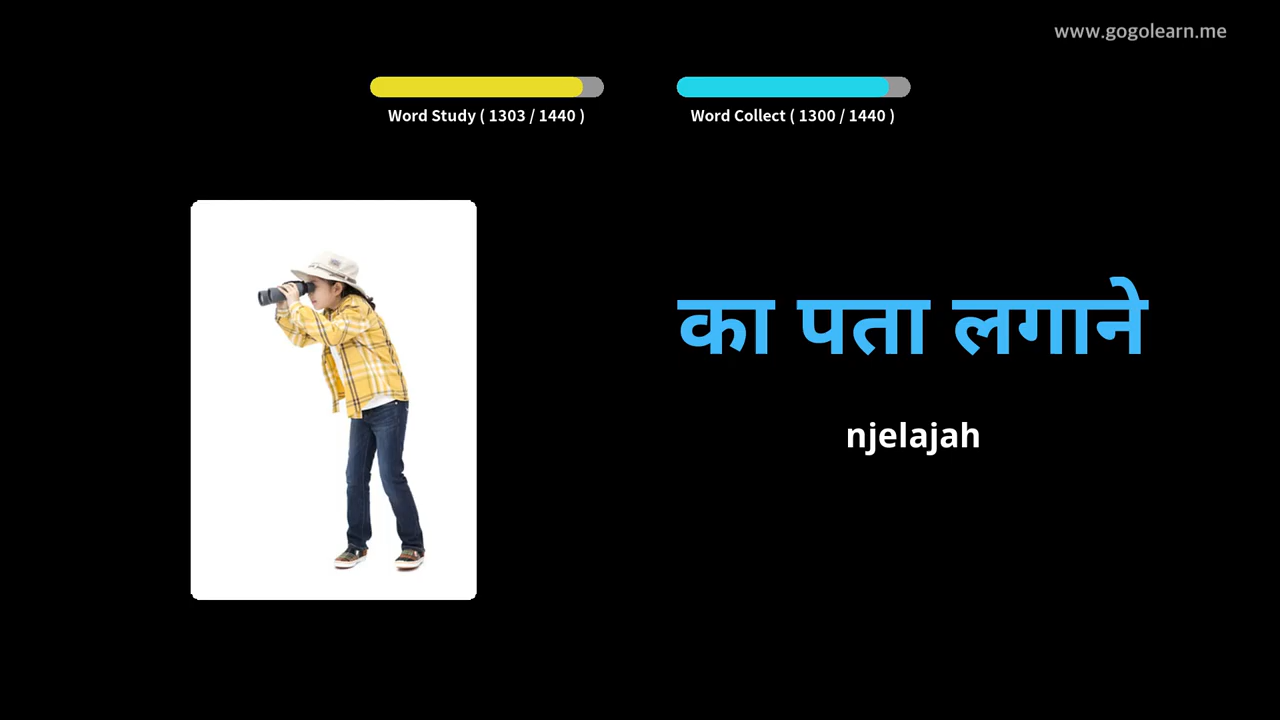 www.gogolearn.me
Word Study ( 1303 / 1440 )
Word Collect ( 1300 / 1440 )
का पता लगाने
njelajah